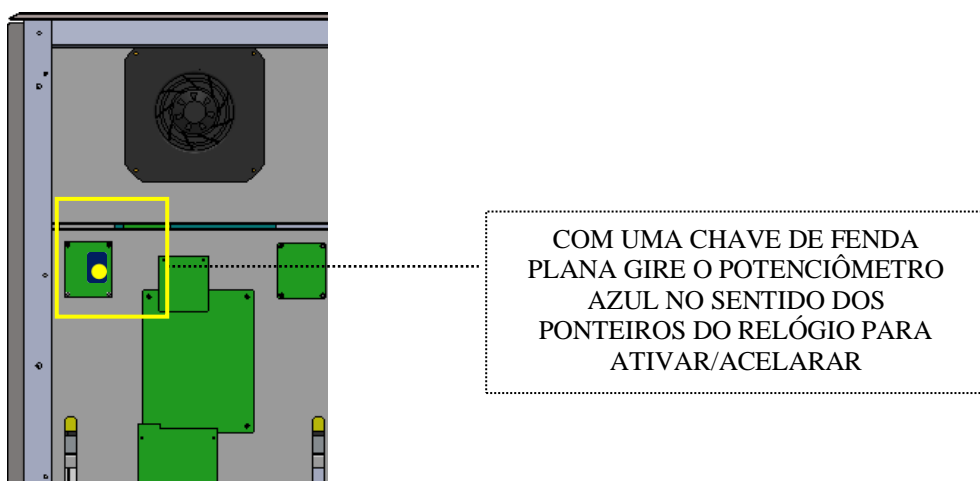 COM UMA CHAVE DE FENDA
PLANA GIRE O POTENCIÔMETRO
AZUL NO SENTIDO DOS
PONTEIROS DO RELÓGIO PARA
ATIVAR/ACELARAR